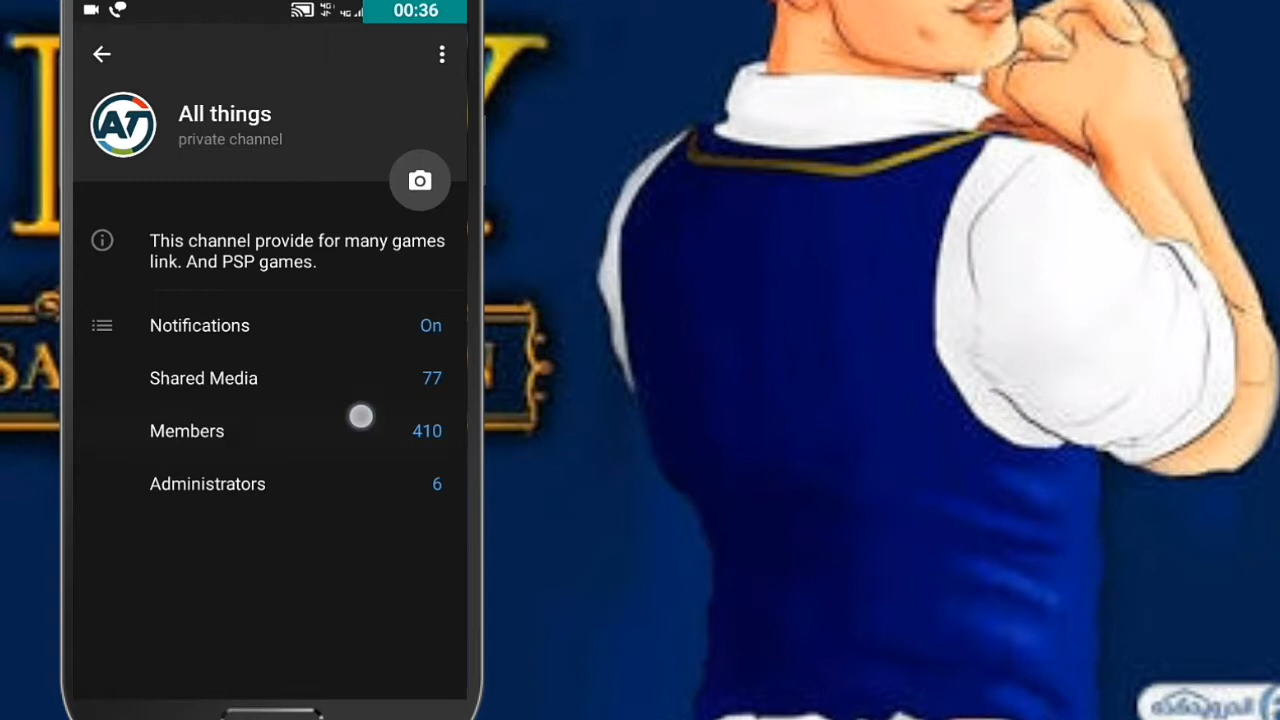 00:36
AT
All things
private channel
This channel provide for many games
link. And PSP games.
Notifications On
Shared Media 77
Members 410
Administrators 6